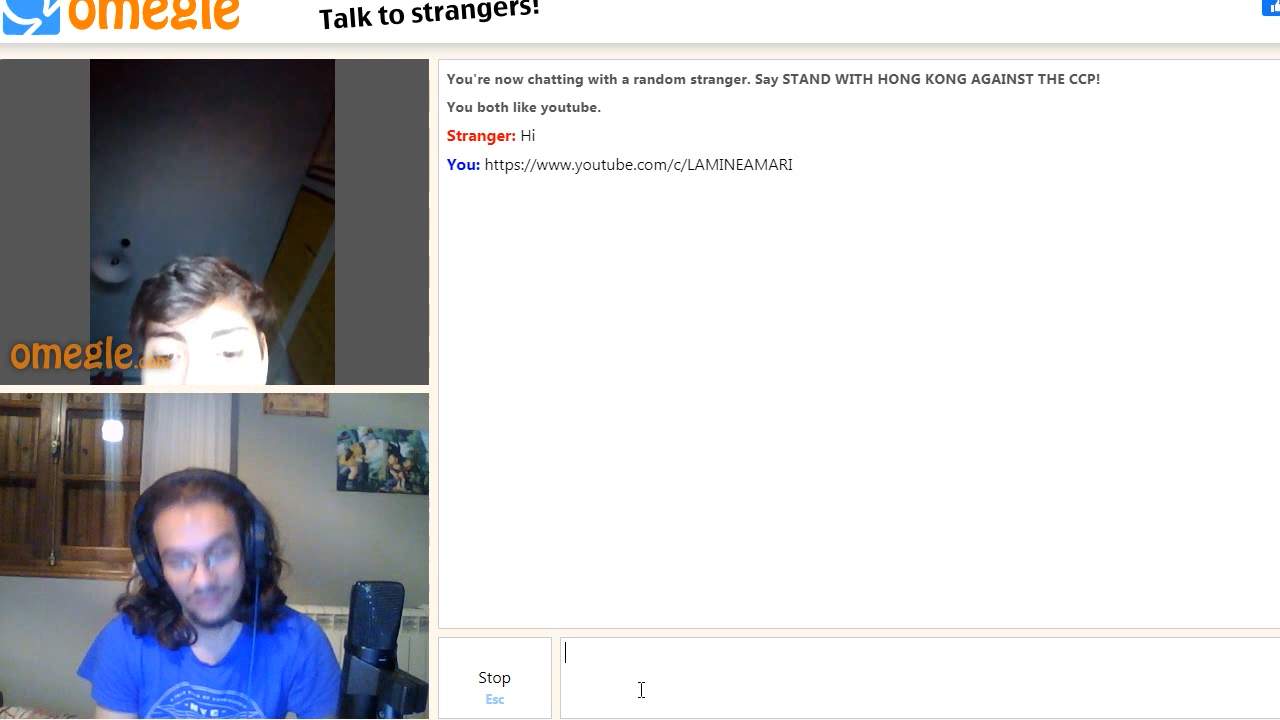 omegle
Talk to strangers!
You're now chatting with a random stranger. Say STAND WITH HONG KONG AGAINST THE CCP!
You both like youtube.
Stranger: Hi
You: https://www.youtube.com/c/LAMINEAMARI
omegle.com
Stop
Esc
NYC